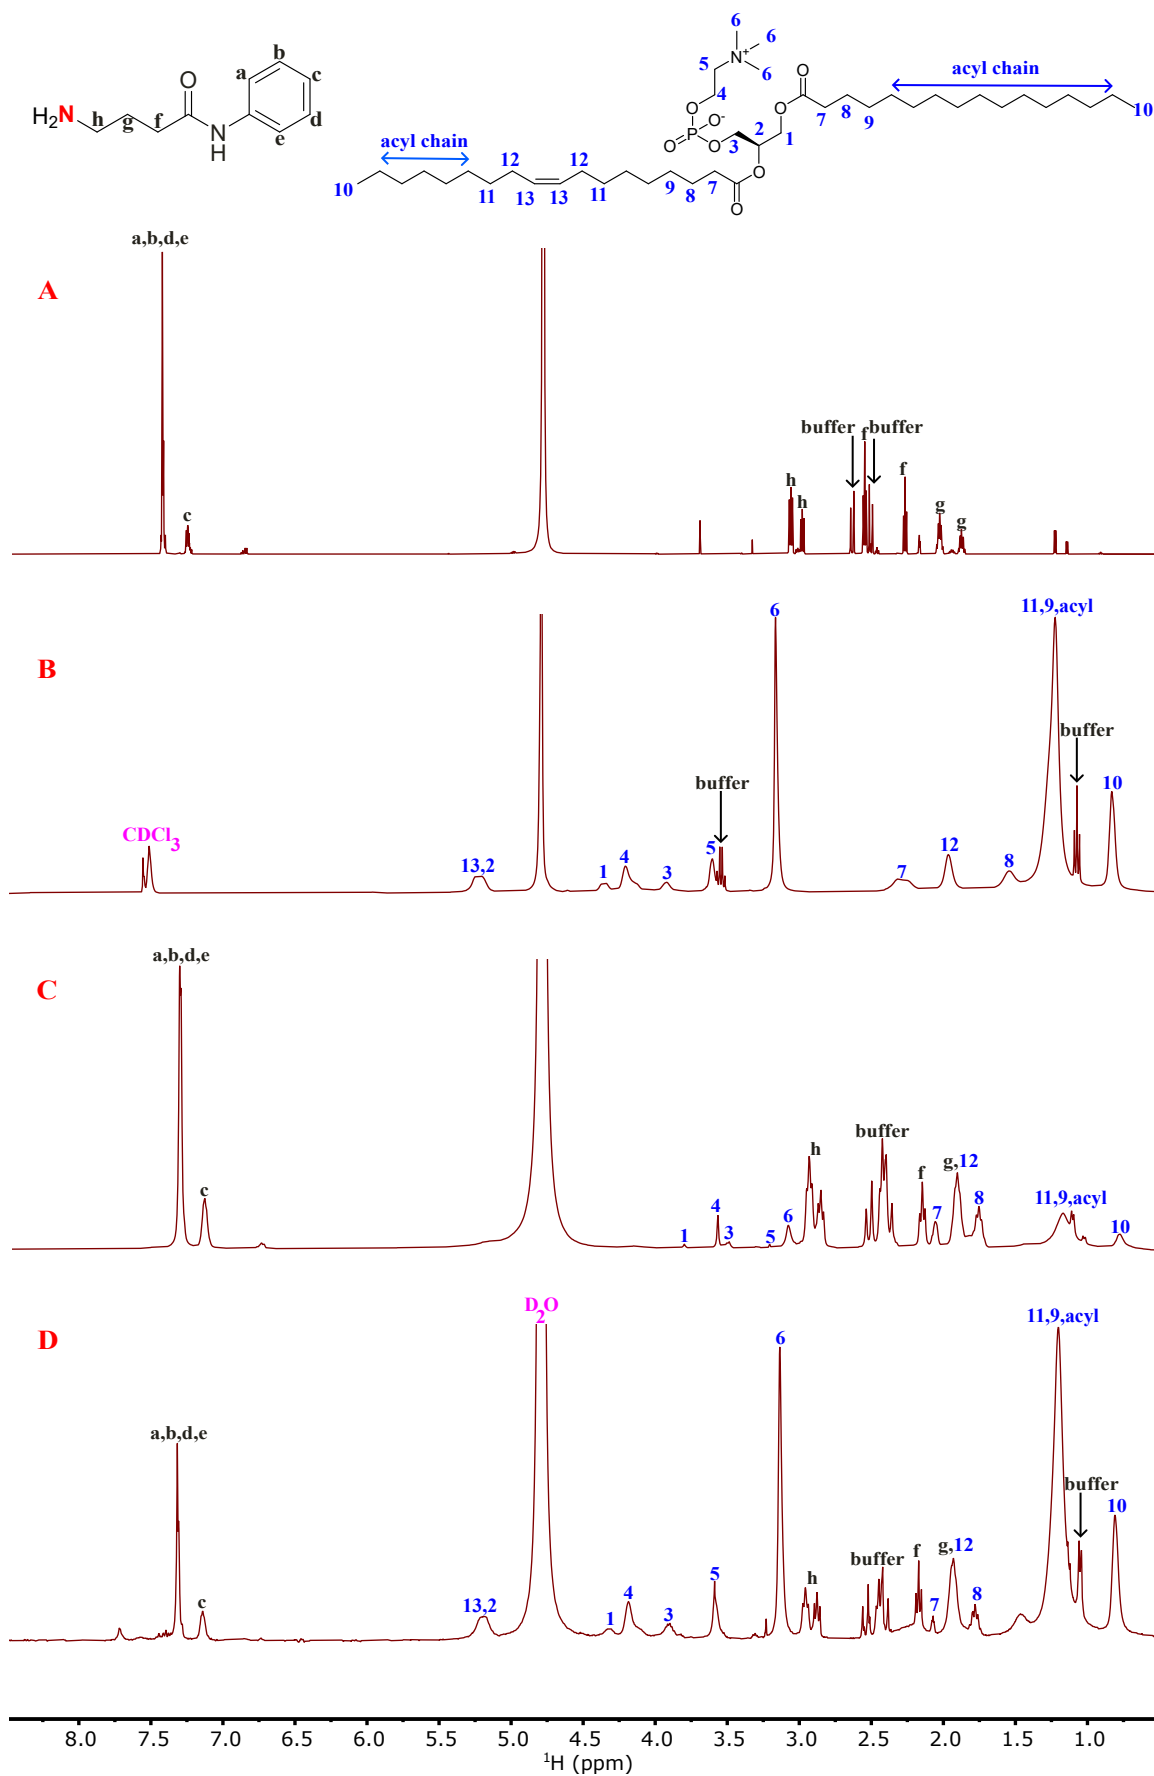 H₂N
h
g
f
O
N
H
a
b
c
d
e
6
6
6
N⁺
5
4
O
O⁻
P
O
O
3
2
1
O
O
7
8
9
acyl chain
10
acyl chain
10
11
12
13
13
12
11
9
8
7
O
O
A
a,b,d,e
c
h
h
buffer
f
buffer
f
g
g
B
CDCl₃
13,2
1
4
3
5
buffer
6
7
12
8
11,9,acyl
buffer
10
C
a,b,d,e
c
1
4
3
5
6
h
buffer
f
7
g,12
8
11,9,acyl
10
D
a,b,d,e
c
13,2
D₂O
1
4
3
5
6
h
buffer
f
7
g,12
8
11,9,acyl
buffer
10
8.0 7.5 7.0 6.5 6.0 5.5 5.0 4.5 4.0 3.5 3.0 2.5 2.0 1.5 1.0
¹H (ppm)